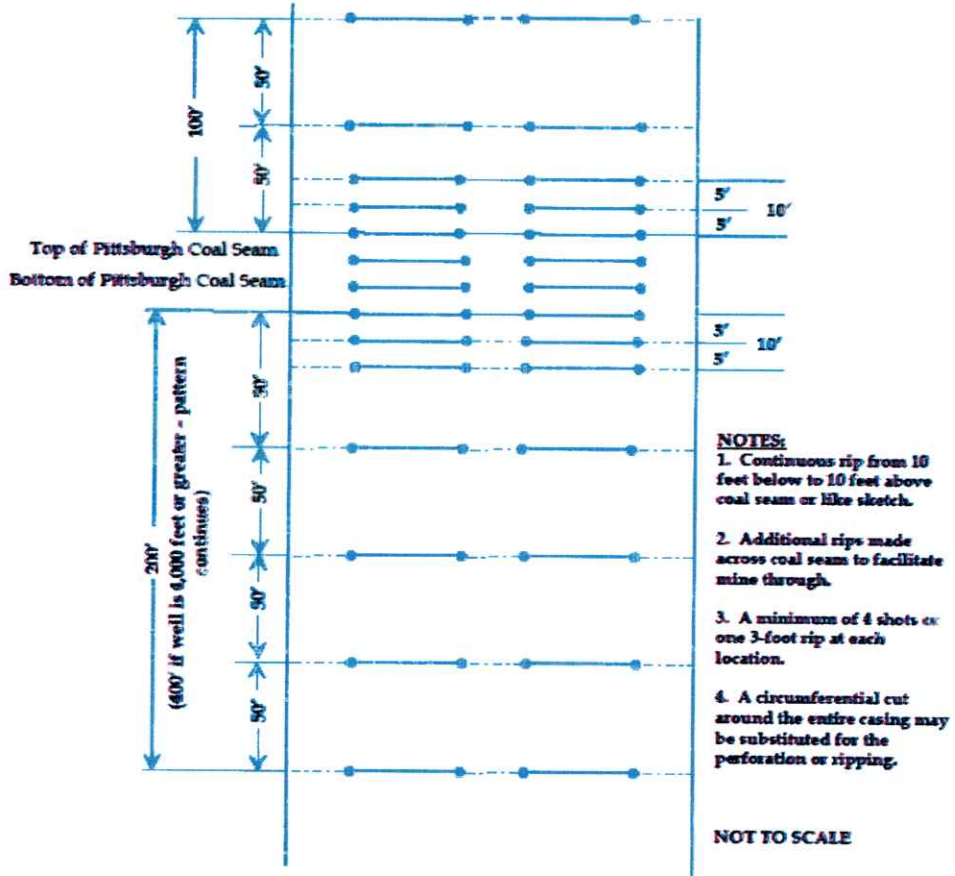 100'
50'
50'
5'
5'
10'
Top of Pittsburgh Coal Seam
Bottom of Pittsburgh Coal Seam
5'
10'
200'
(400' if well is 4,000 feet or greater - pattern
continues)
50'
50'
50'
NOTES:
1. Continuous rip from 10
feet below to 10 feet above
coal seam or like sketch.
2. Additional rips made
across coal seam to facilitate
mine through.
3. A minimum of 4 shots or
one 3-foot rip at each
location.
4. A circumferential cut
around the entire casing may
be substituted for the
perforation or ripping.
NOT TO SCALE